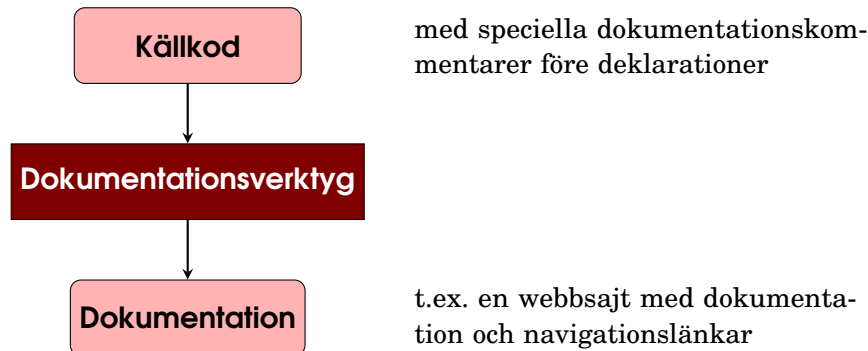 Källkod
med speciella dokumentationskom-
mentarer före deklarationer
Dokumentationsverktyg
Dokumentation
t.ex. en webbsajt med dokumenta-
tion och navigationslänkar